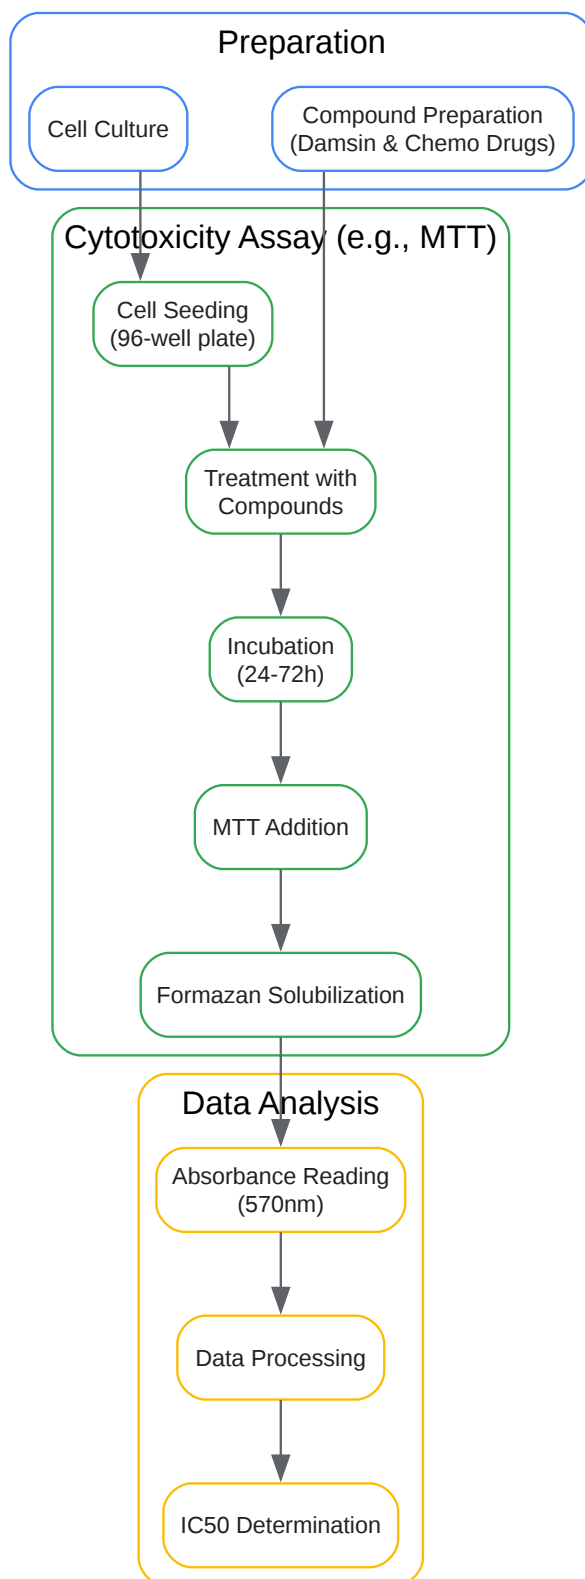 Preparation
Cell Culture
Compound Preparation
(Damsin & Chemo Drugs)
Cytotoxicity Assay (e.g., MTT)
Cell Seeding
(96-well plate)
Treatment with
Compounds
Incubation
(24-72h)
MTT Addition
Formazan Solubilization
Data Analysis
Absorbance Reading
(570nm)
Data Processing
IC50 Determination